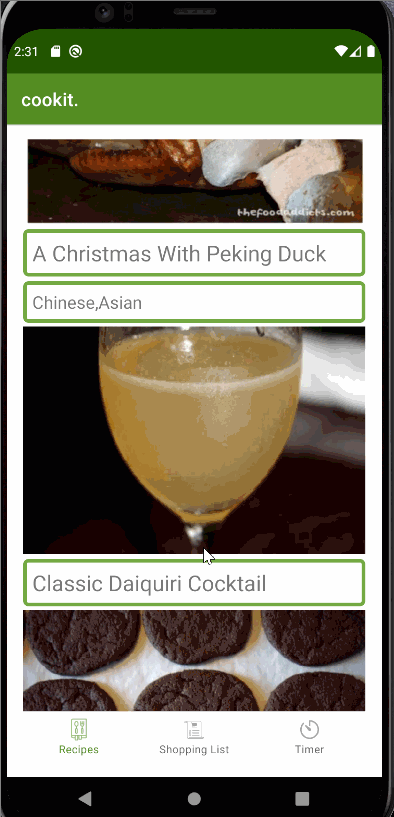 2:31
cookit.
thefoodaddicts.com
A Christmas With Peking Duck
Chinese,Asian
Classic Daiquiri Cocktail
Recipes
Shopping List
Timer